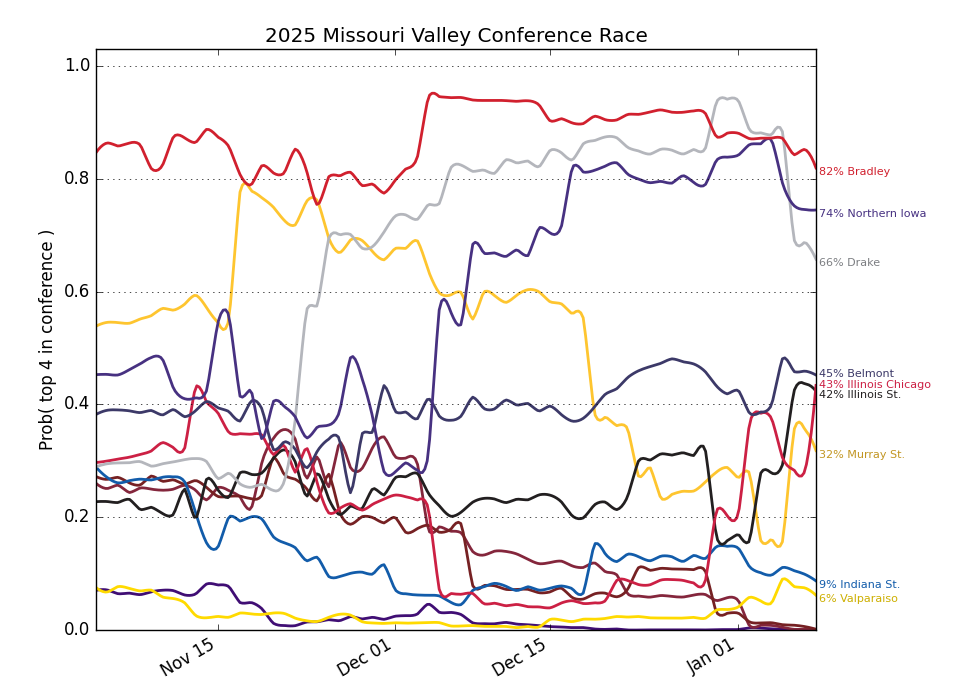 2025 Missouri Valley Conference Race
Prob( top 4 in conference )
1.0
0.8
0.6
0.4
0.2
0.0
Nov 15
Dec 01
Dec 15
Jan 01
82% Bradley
74% Northern Iowa
66% Drake
45% Belmont
43% Illinois Chicago
42% Illinois St.
32% Murray St.
9% Indiana St.
6% Valparaiso